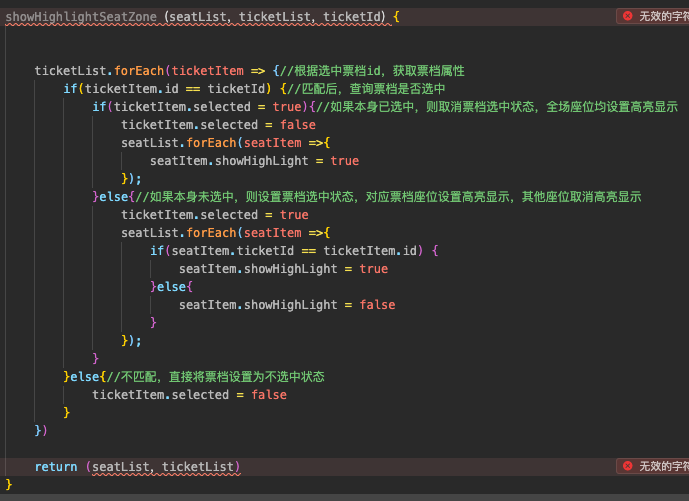 showHighlightSeatZone (seatList, ticketList, ticketId) { 无效的字符
ticketList.forEach(ticketItem => {//根据选中票档id，获取票档属性
if(ticketItem.id == ticketId) {//匹配后，查询票档是否选中
if(ticketItem.selected = true){//如果本身已选中，则取消票档选中状态，全场座位均设置高亮显示
ticketItem.selected = false
seatList.forEach(seatItem =>{
seatItem.showHighLight = true
});
}else{//如果本身未选中，则设置票档选中状态，对应票档座位设置高亮显示，其他座位取消高亮显示
ticketItem.selected = true
seatList.forEach(seatItem =>{
if(seatItem.ticketId == ticketItem.id) {
seatItem.showHighLight = true
}else{
seatItem.showHighLight = false
}
});
}
}else{//不匹配，直接将票档设置为不选中状态
ticketItem.selected = false
}
})
return (seatList, ticketList) 无效的字符
}